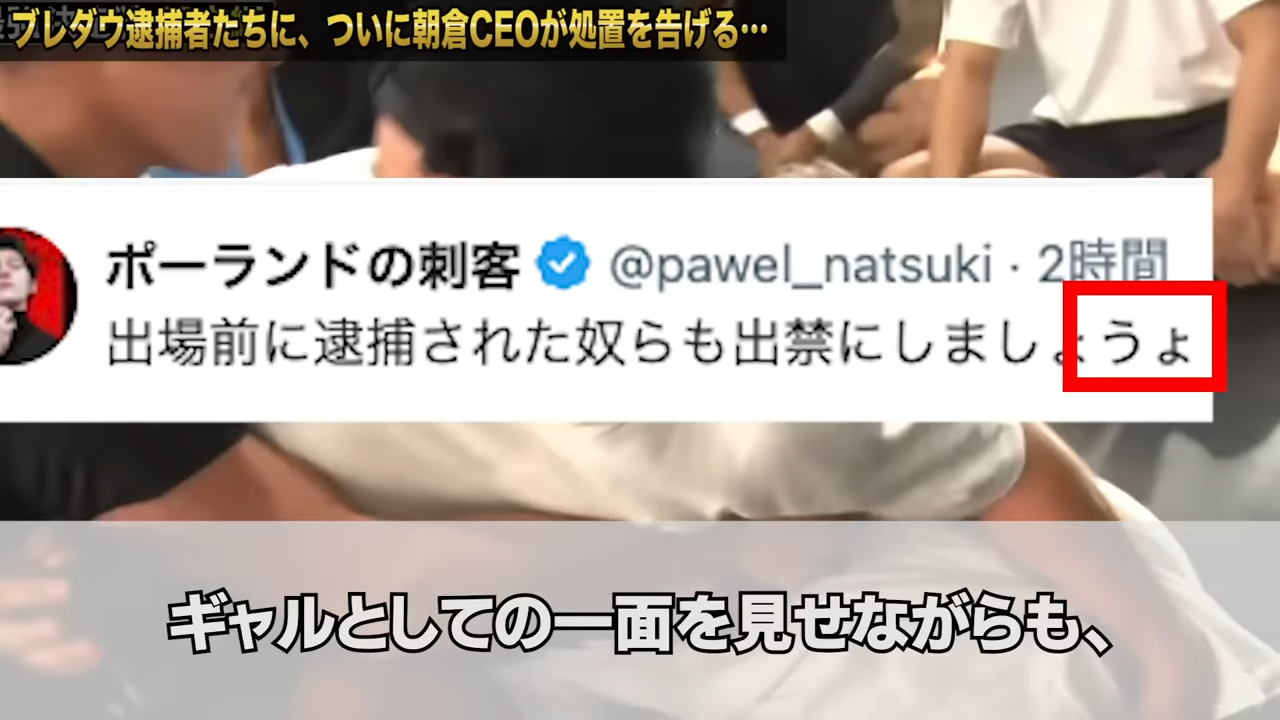 ブレダウ逮捕者たちに、ついに朝倉CEOが処置を告げる…
ポーランドの刺客 @pawel_natsuki · 2時間
出場前に逮捕された奴らも出禁にしましょうょ
ギャルとしての一面を見せながらも、